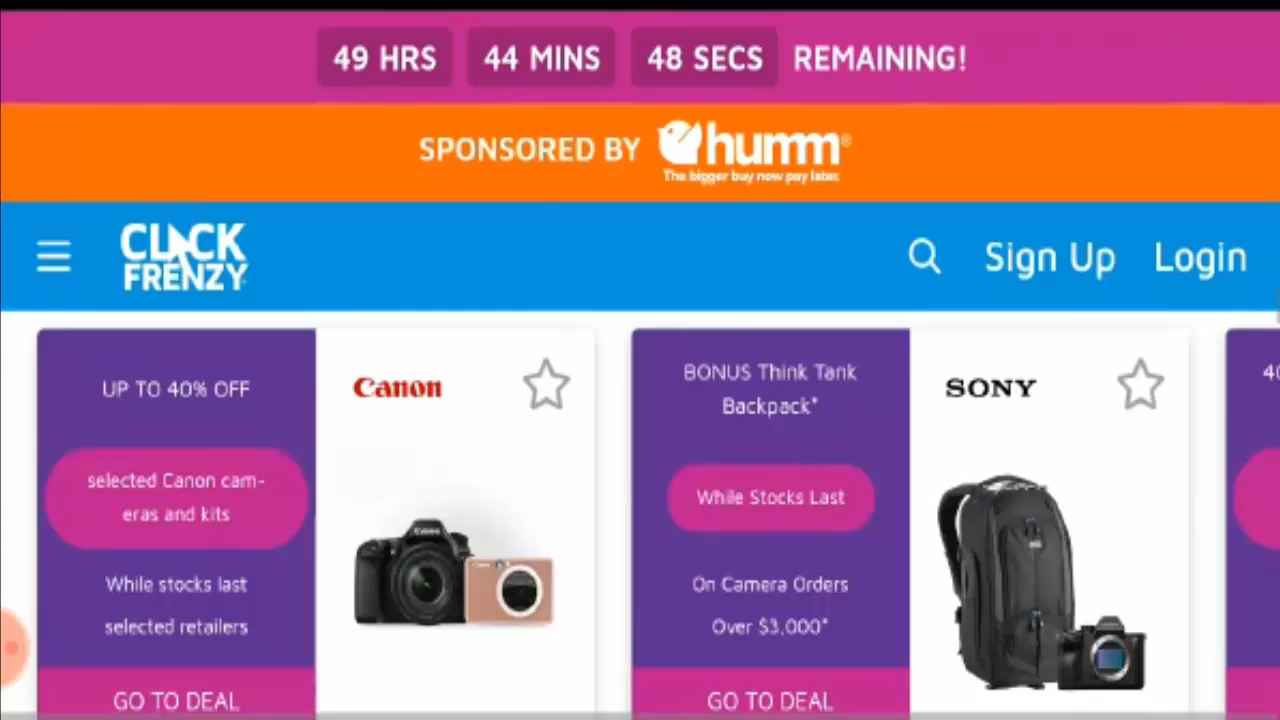 49 HRS 44 MINS 48 SECS REMAINING!
SPONSORED BY humm®
The bigger buy now pay later.
CLICK
FRENZY
Sign Up Login
UP TO 40% OFF
selected Canon cam-
eras and kits
While stocks last
selected retailers
GO TO DEAL
Canon
BONUS Think Tank
Backpack*
While Stocks Last
On Camera Orders
Over $3,000*
GO TO DEAL
SONY
40